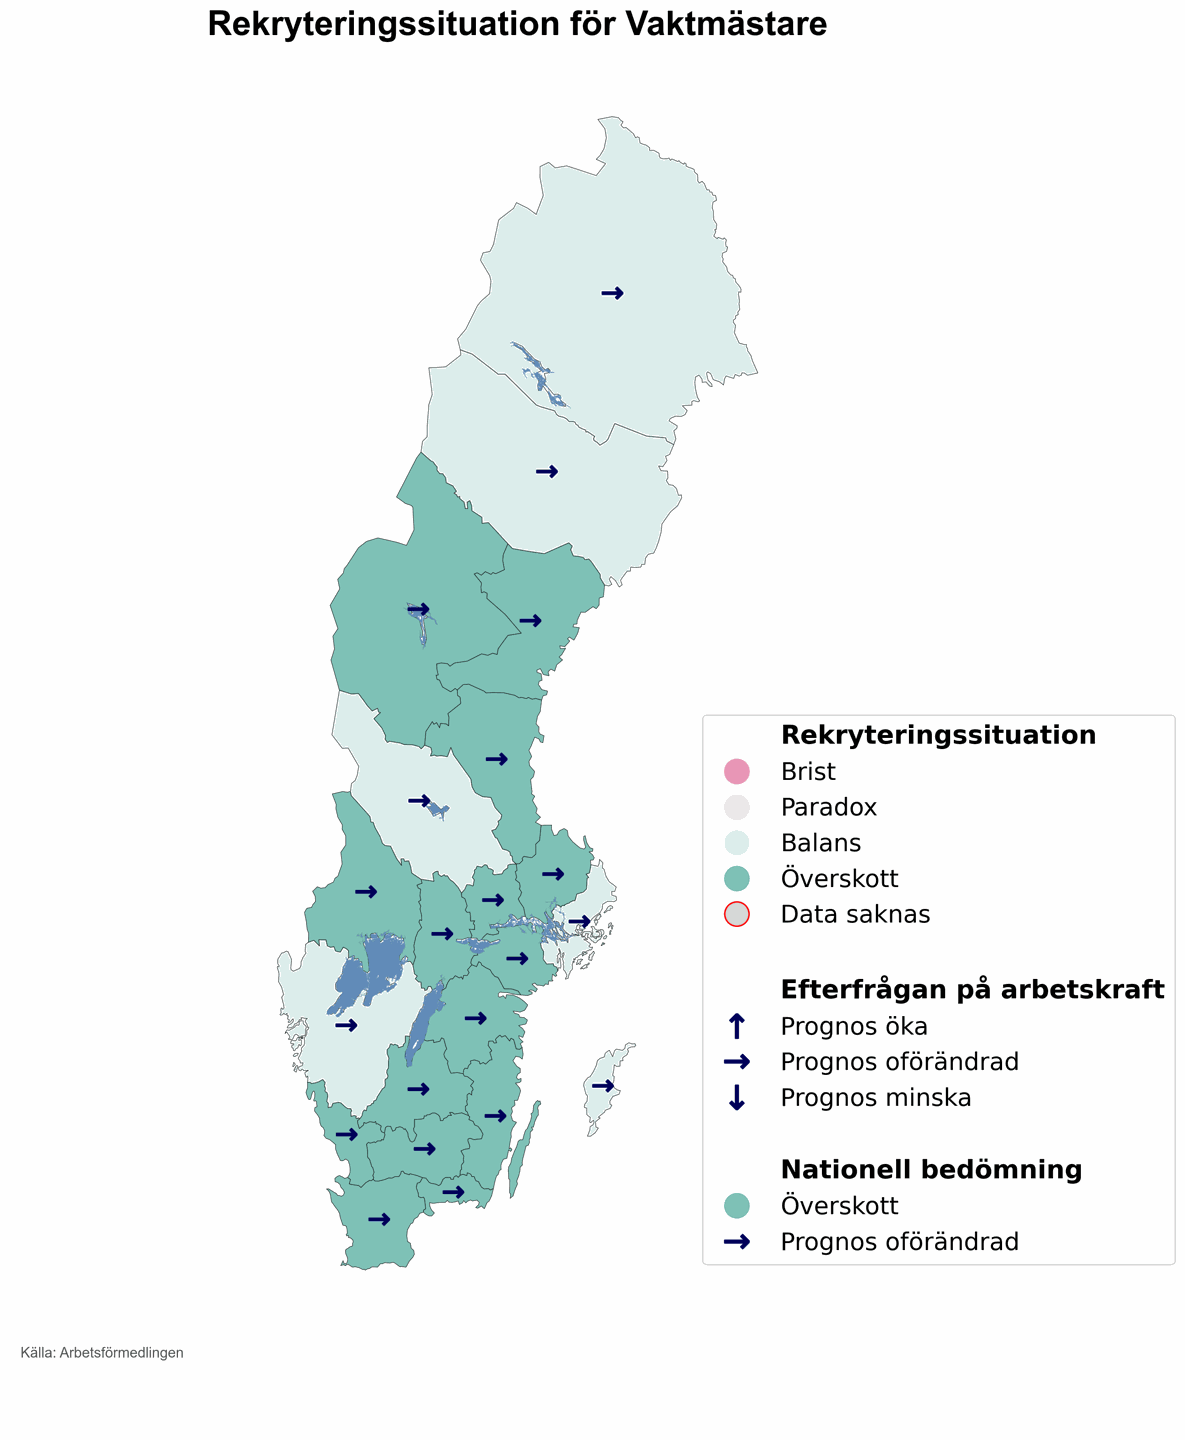 Rekryteringssituation för Vaktmästare
Rekryteringssituation
Brist
Paradox
Balans
Överskott
Data saknas
Efterfrågan på arbetskraft
Prognos öka
Prognos oförändrad
Prognos minska
Nationell bedömning
Överskott
Prognos oförändrad
Källa: Arbetsförmedlingen